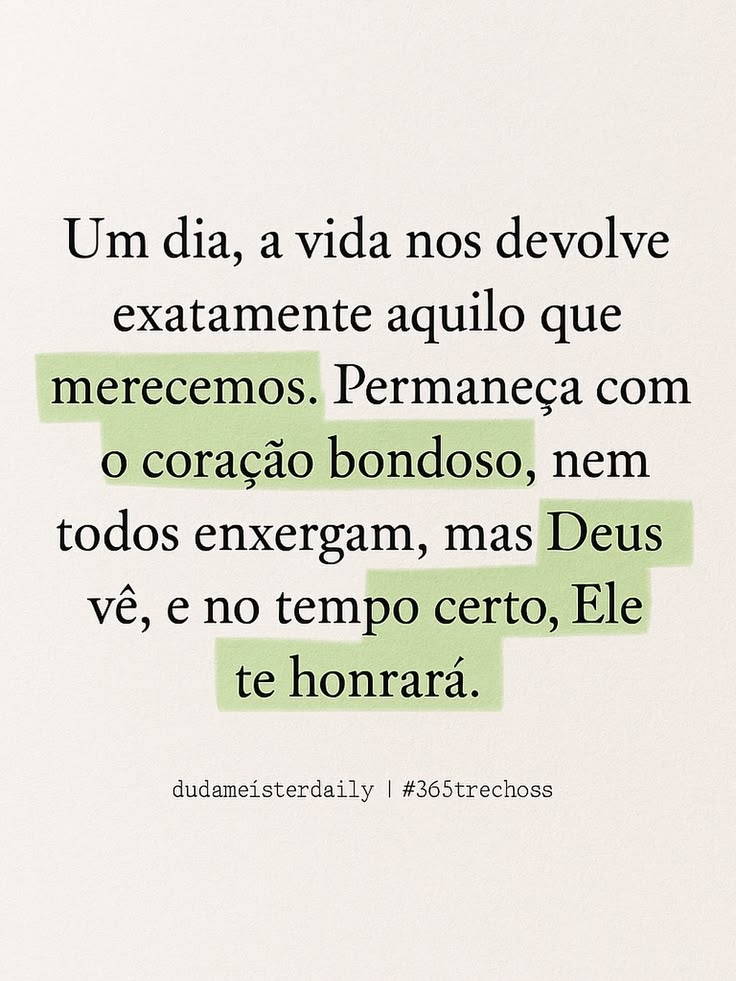 Um dia, a vida nos devolve
exatamente aquilo que
merecemos. Permaneça com
o coração bondoso, nem
todos enxergam, mas Deus
vê, e no tempo certo, Ele
te honrará.
dudameísterdaily | #365trechoss